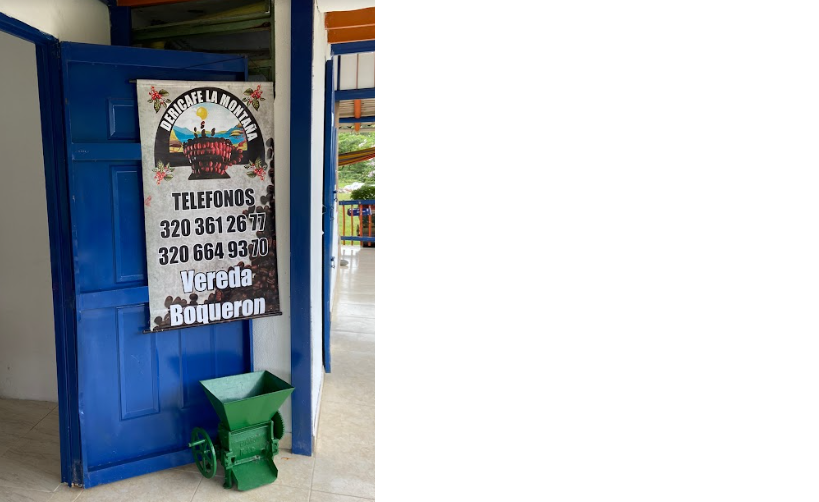 DERICAFE LA MONTAÑA
TELEFONOS
320 361 26 77
320 664 93 70
Vereda
Boqueron